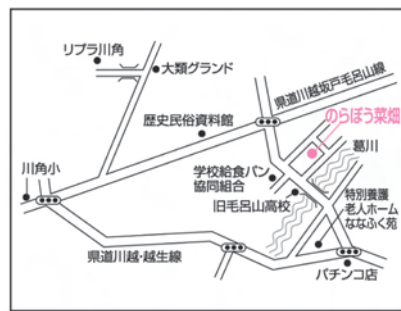 リブラ川角
大類グランド
県道川越坂戸毛呂山線
のらぼう菜畑
歴史民俗資料館
葛川
川角小
学校給食パン
協同組合
旧毛呂山高校
特別養護
老人ホーム
ななふく苑
県道川越・越生線
パチンコ店